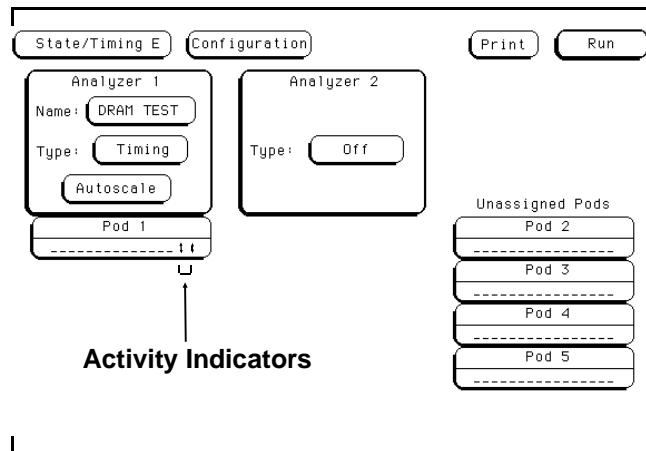 State/Timing E Configuration Print Run
Analyzer 1
Name: DRAM TEST
Type: Timing
Autoscale
Analyzer 2
Type: Off
Pod 1
Activity Indicators
Unassigned Pods
Pod 2
Pod 3
Pod 4
Pod 5